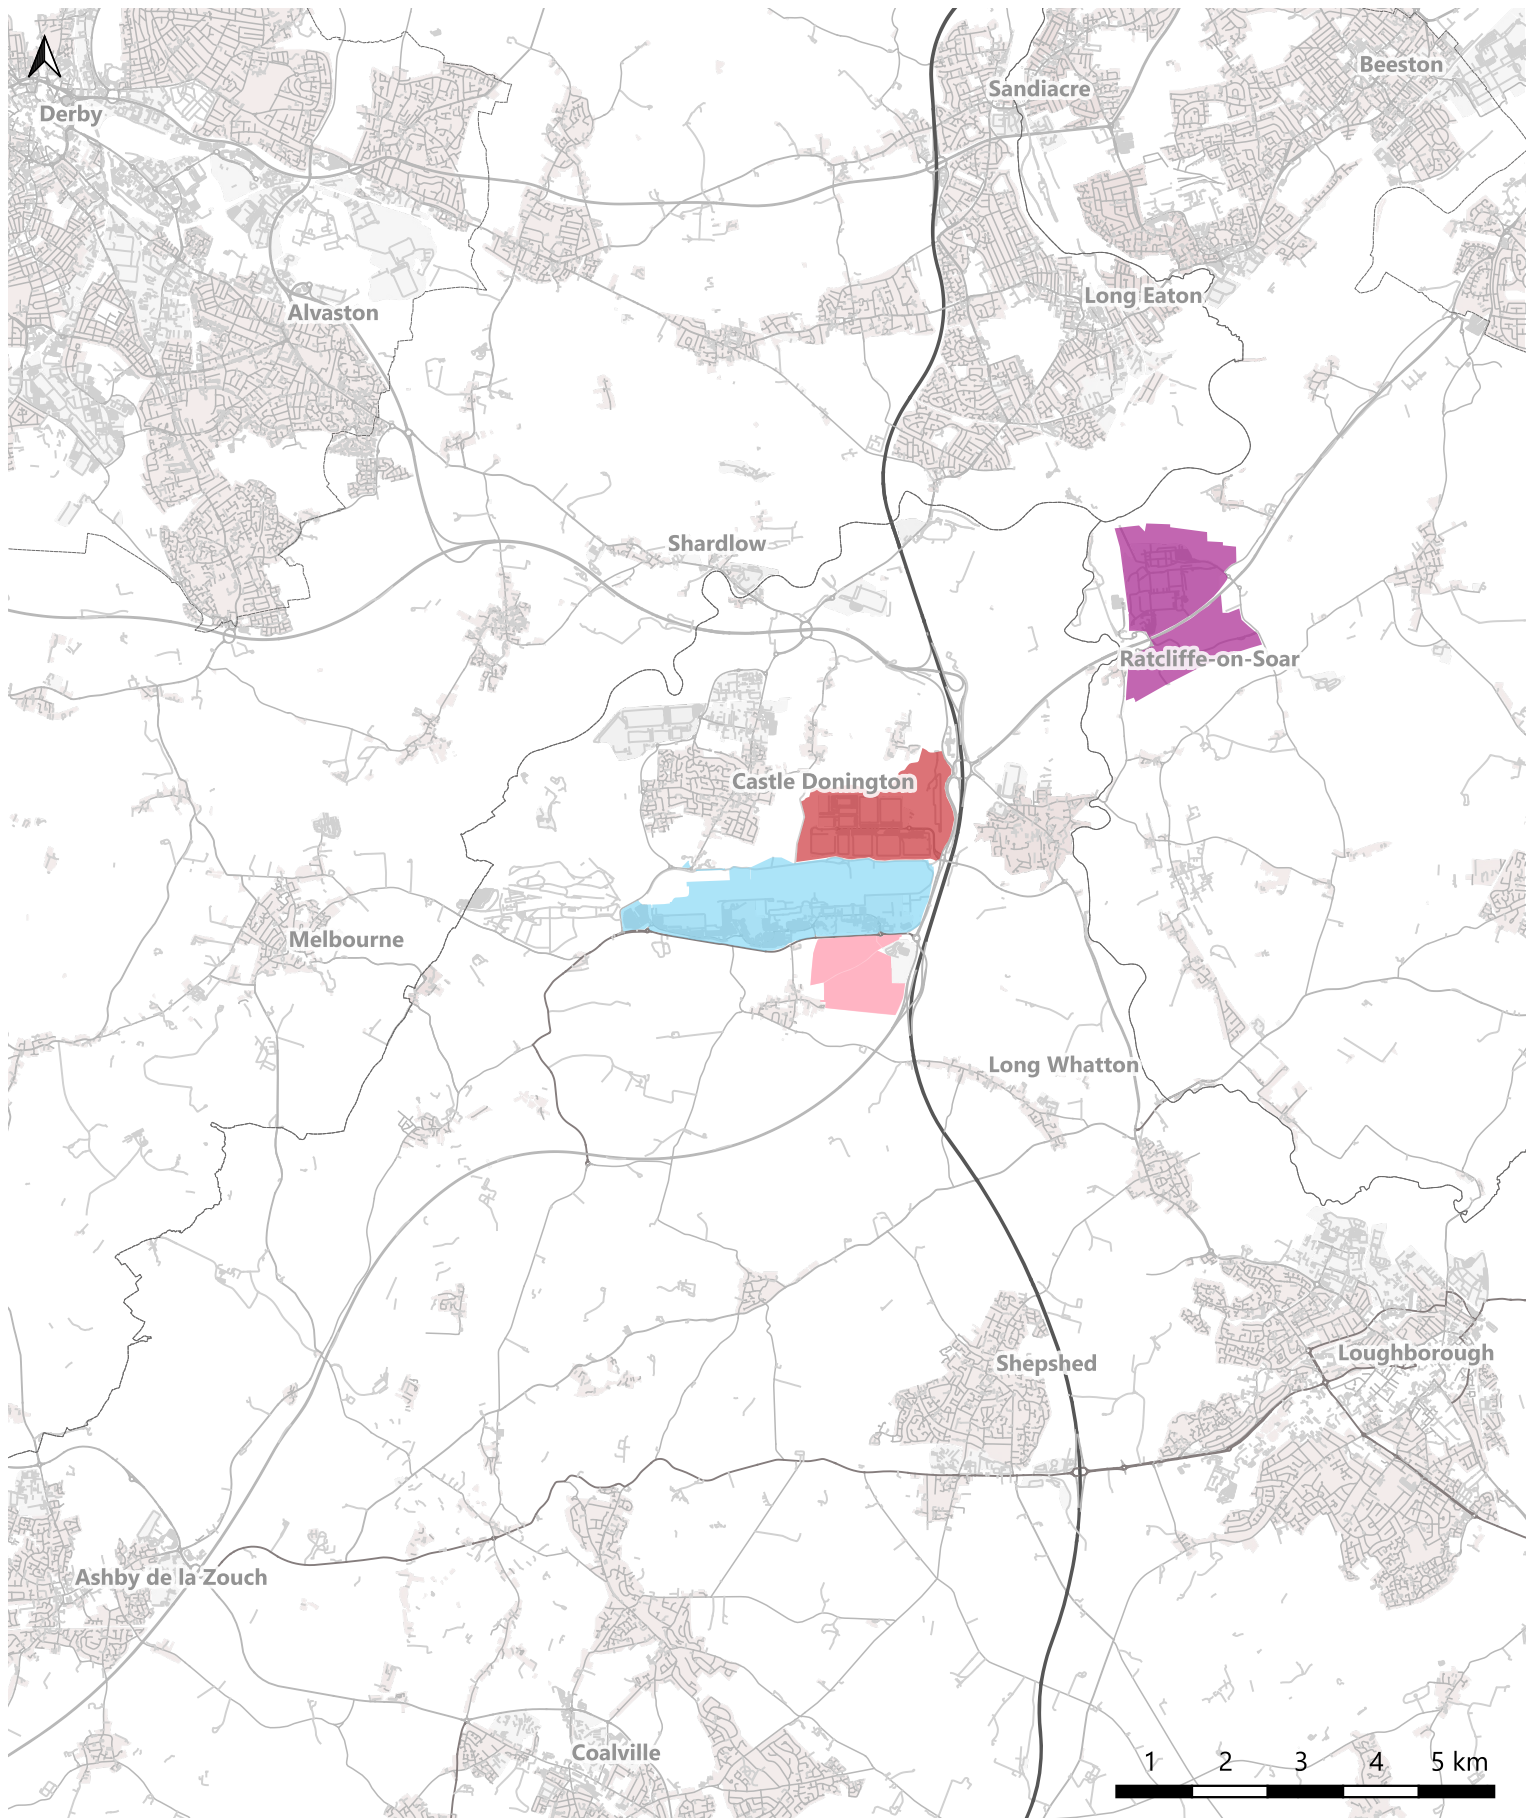 Beeston
Sandiacre
Derby
Long Eaton
Alvaston
Shardlow
Ratcliffe-on-Soar
Castle Donington
Melbourne
Long Whatton
Loughborough
Shepshed
Ashby de la Zouch
Coalville
1 2 3 4 5 km